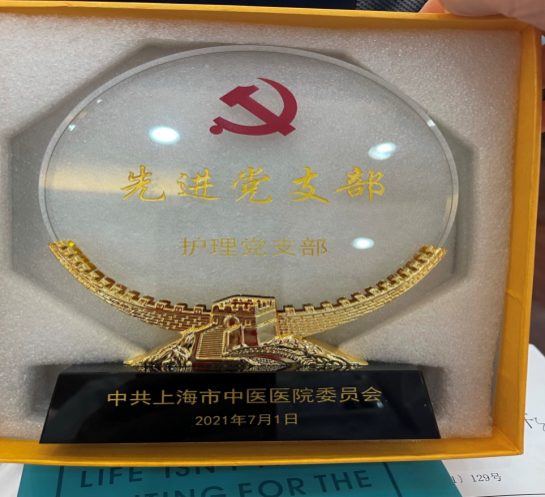 先进党支部
护理党支部
中共上海市中医医院委员会
2021年7月1日
LIFE ISN'T
FOR THE
129号